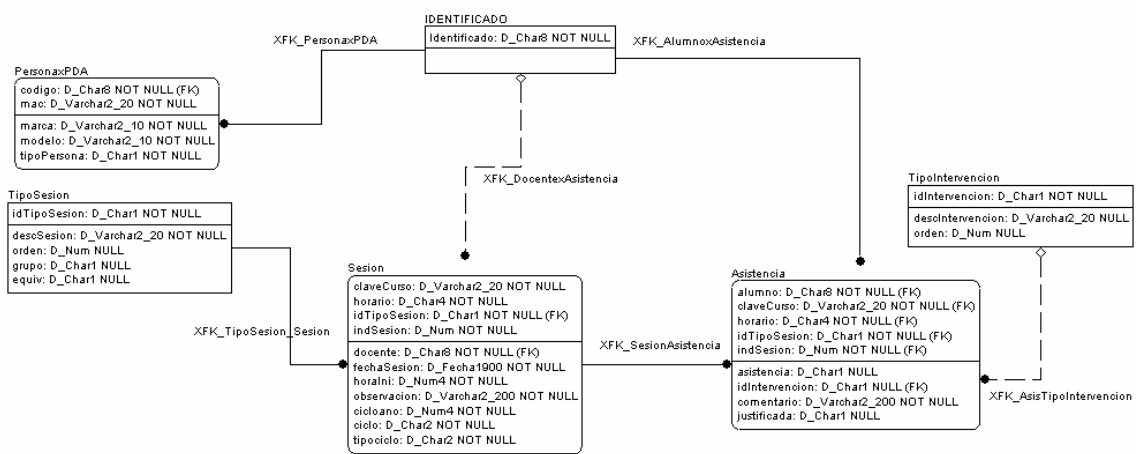 IDENTIFICADO
Identificado: D_Char8 NOT NULL
XFK_PersonaxPDA
XFK_AlumnoxAsistencia
PersonaxPDA
codigo: D_Char8 NOT NULL (FK)
mac: D_Varchar2_20 NOT NULL
marca: D_Varchar2_10 NOT NULL
modelo: D_Varchar2_10 NOT NULL
tipoPersona: D_Char1 NOT NULL
XFK_DocentexAsistencia
TipoSesion
idTipoSesion: D_Char1 NOT NULL
descSesion: D_Varchar2_20 NOT NULL
orden: D_Num NULL
grupo: D_Char1 NULL
equiv: D_Char1 NULL
TipoIntervencion
idIntervencion: D_Char1 NOT NULL
descIntervencion: D_Varchar2_20 NULL
orden: D_Num NULL
XFK_TipoSesion_Sesion
Sesion
claveCurso: D_Varchar2_20 NOT NULL
horario: D_Char4 NOT NULL
idTipoSesion: D_Char1 NOT NULL (FK)
indSesion: D_Num NOT NULL
docente: D_Char8 NOT NULL (FK)
fechaSesion: D_Fecha1900 NOT NULL
horaIni: D_Num4 NOT NULL
observacion: D_Varchar2_200 NOT NULL
cicloano: D_Num4 NOT NULL
ciclo: D_Char2 NOT NULL
tipociclo: D_Char2 NOT NULL
XFK_SesionAsistencia
Asistencia
alumno: D_Char8 NOT NULL (FK)
claveCurso: D_Varchar2_20 NOT NULL (FK)
horario: D_Char4 NOT NULL (FK)
idTipoSesion: D_Char1 NOT NULL (FK)
indSesion: D_Num NOT NULL (FK)
asistencia: D_Char1 NULL
idIntervencion: D_Char1 NULL (FK)
comentario: D_Varchar2_200 NOT NULL
justificada: D_Char1 NULL
XFK_AsisTipoIntervencion